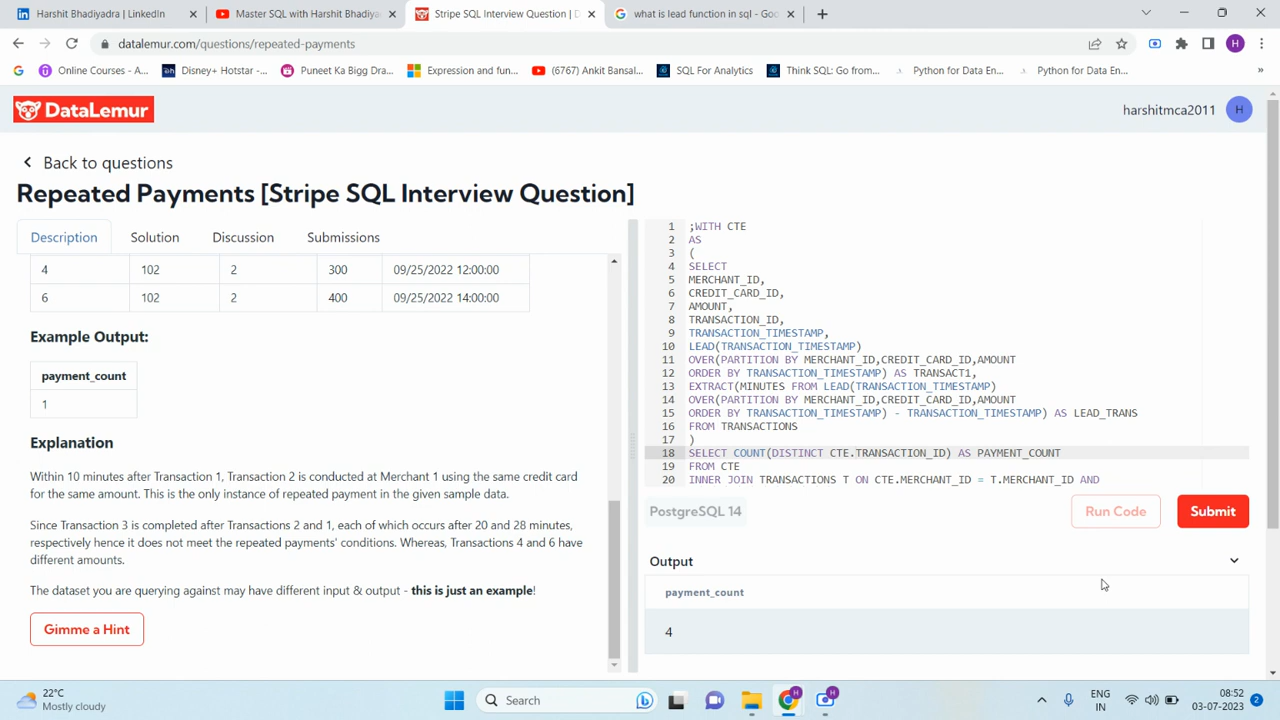 Harshit Bhadiyadra | LinkedIn
Master SQL with Harshit Bhadiya
Stripe SQL Interview Question | D
what is lead function in sql - Goo
datalemur.com/questions/repeated-payments
Online Courses - A...
Disney+ Hotstar -...
Puneet Ka Bigg Dra...
Expression and fun...
(6767) Ankit Bansal...
SQL For Analytics
Think SQL: Go from...
Python for Data En...
Python for Data En...
DataLemur
harshitmca2011
H
Back to questions
Repeated Payments [Stripe SQL Interview Question]
Description
Solution
Discussion
Submissions
4 102 2 300 09/25/2022 12:00:00
6 102 2 400 09/25/2022 14:00:00
Example Output:
payment_count
1
Explanation
Within 10 minutes after Transaction 1, Transaction 2 is conducted at Merchant 1 using the same credit card
for the same amount. This is the only instance of repeated payment in the given sample data.
Since Transaction 3 is completed after Transactions 2 and 1, each of which occurs after 20 and 28 minutes,
respectively hence it does not meet the repeated payments' conditions. Whereas, Transactions 4 and 6 have
different amounts.
The dataset you are querying against may have different input & output - this is just an example!
Gimme a Hint
1 ;WITH CTE
2 AS
3 (
4 SELECT
5 MERCHANT_ID,
6 CREDIT_CARD_ID,
7 AMOUNT,
8 TRANSACTION_ID,
9 TRANSACTION_TIMESTAMP,
10 LEAD(TRANSACTION_TIMESTAMP)
11 OVER(PARTITION BY MERCHANT_ID,CREDIT_CARD_ID,AMOUNT
12 ORDER BY TRANSACTION_TIMESTAMP) AS TRANSACT1,
13 EXTRACT(MINUTES FROM LEAD(TRANSACTION_TIMESTAMP)
14 OVER(PARTITION BY MERCHANT_ID,CREDIT_CARD_ID,AMOUNT
15 ORDER BY TRANSACTION_TIMESTAMP) - TRANSACTION_TIMESTAMP) AS LEAD_TRANS
16 FROM TRANSACTIONS
17 )
18 SELECT COUNT(DISTINCT CTE.TRANSACTION_ID) AS PAYMENT_COUNT
19 FROM CTE
20 INNER JOIN TRANSACTIONS T ON CTE.MERCHANT_ID = T.MERCHANT_ID AND
PostgreSQL 14
Run Code
Submit
Output
payment_count
4
22°C
Mostly cloudy
Search
ENG
IN
08:52
03-07-2023
2